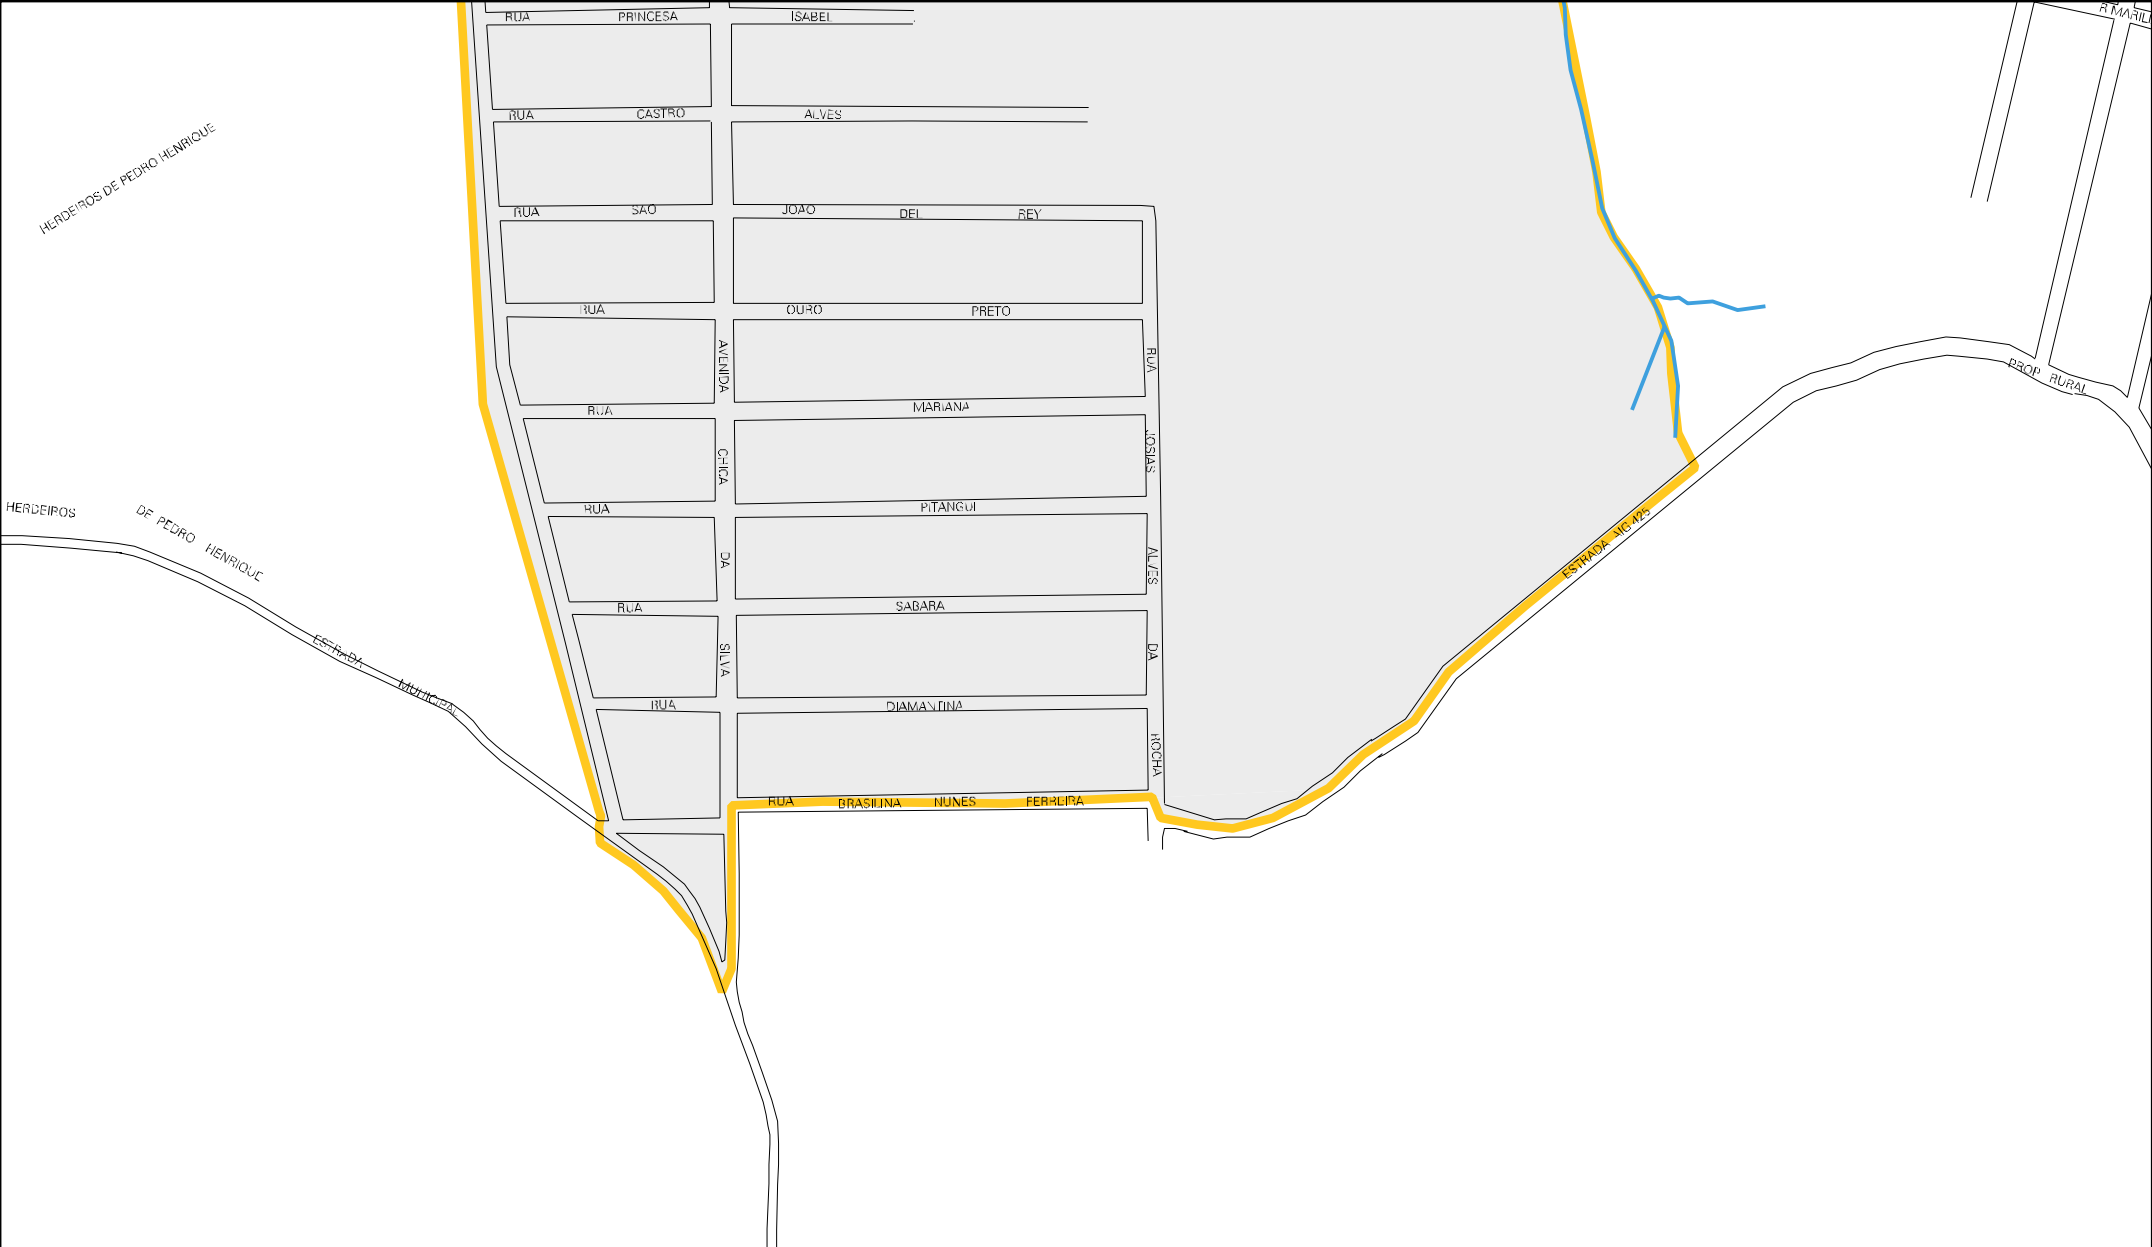 RUA PRINCESA ISABEL
R MARILI
RUA CASTRO ALVES
HERDEIROS DE PEDRO HENRIQUE
RUA SAO JOAO DEL REY
RUA OURO PRETO
AVENIDA CHICA DA SILVA
RUA JOSIAS ALVES DA ROCHA
PROP RURAL
RUA MARIANA
RUA PITANGUI
HERDEIROS DE PEDRO HENRIQUE
ESTRADA MG 425
RUA SABARA
ESTRADA MUNICIPAL
RUA DIAMANTINA
RUA BRASILINA NUNES FERREIRA